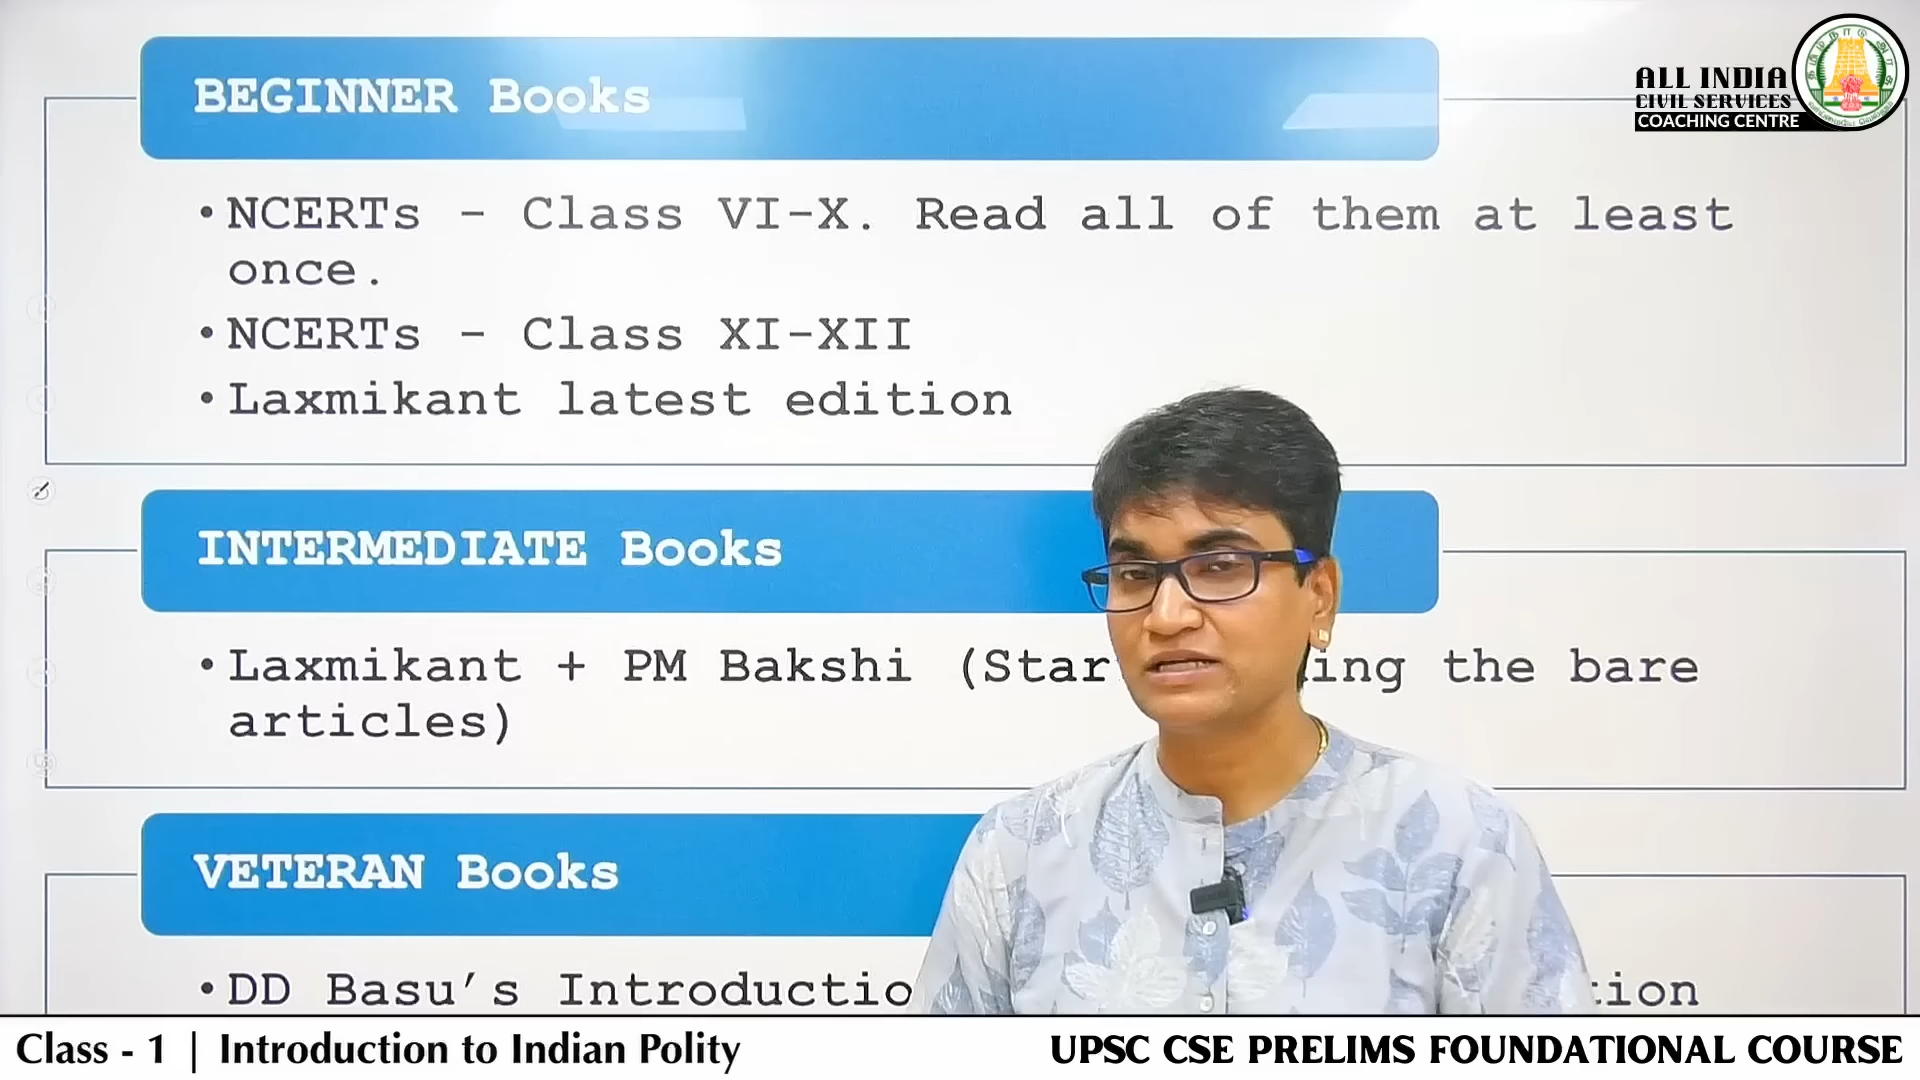 ALL INDIA
CIVIL SERVICES
COACHING CENTRE
BEGINNER Books
• NCERTs - Class VI-X. Read all of them at least
once.
• NCERTs - Class XI-XII
• Laxmikant latest edition
INTERMEDIATE Books
• Laxmikant + PM Bakshi (Star ing the bare
articles)
VETERAN Books
• DD Basu's Introductio tion
Class - 1 | Introduction to Indian Polity
UPSC CSE PRELIMS FOUNDATIONAL COURSE